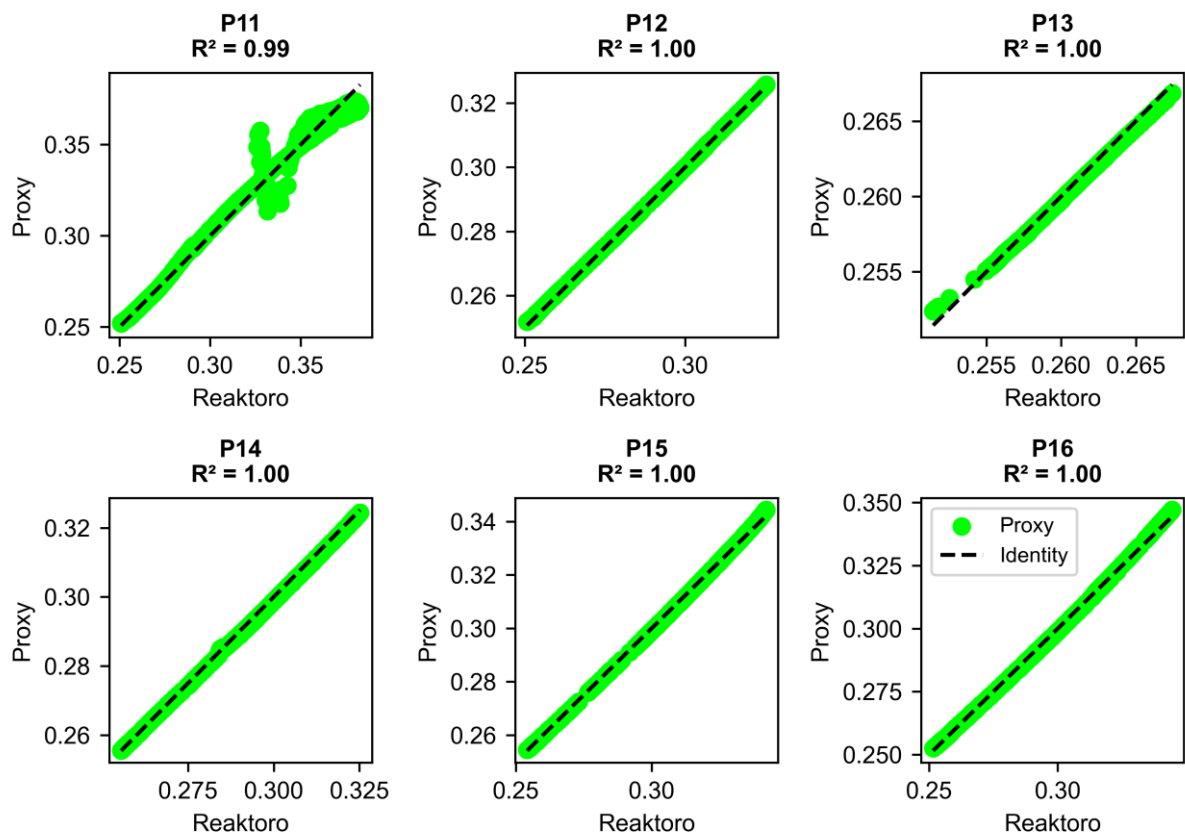 P11
R² = 0.99
0.35
0.30
0.25
Proxy
0.25 0.30 0.35
Reaktoro
P12
R² = 1.00
0.32
0.30
0.28
0.26
Proxy
0.25 0.30
Reaktoro
P13
R² = 1.00
0.265
0.260
0.255
Proxy
0.255 0.260 0.265
Reaktoro
P14
R² = 1.00
0.32
0.30
0.28
0.26
Proxy
0.275 0.300 0.325
Reaktoro
P15
R² = 1.00
0.34
0.32
0.30
0.28
0.26
Proxy
0.25 0.30
Reaktoro
P16
R² = 1.00
0.350
0.325
0.300
0.275
0.250
Proxy
Proxy
Identity
0.25 0.30
Reaktoro